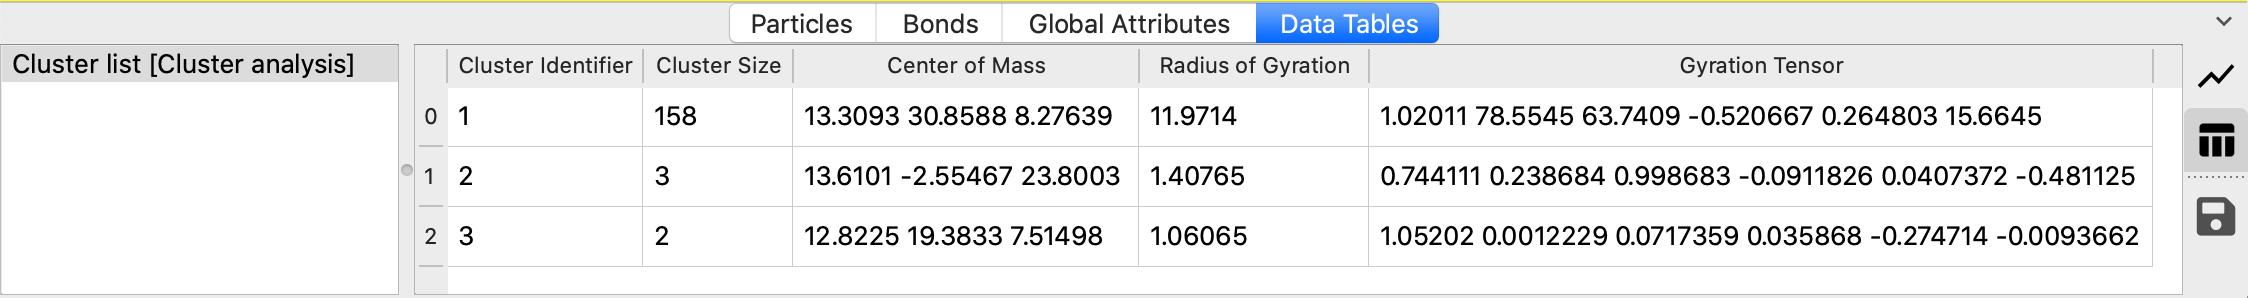 Particles Bonds Global Attributes Data Tables
Cluster list [Cluster analysis]
Cluster Identifier Cluster Size Center of Mass Radius of Gyration Gyration Tensor
0 1 158 13.3093 30.8588 8.27639 11.9714 1.02011 78.5545 63.7409 -0.520667 0.264803 15.6645
1 2 3 13.6101 -2.55467 23.8003 1.40765 0.744111 0.238684 0.998683 -0.0911826 0.0407372 -0.481125
2 3 2 12.8225 19.3833 7.51498 1.06065 1.05202 0.0012229 0.0717359 0.035868 -0.274714 -0.0093662